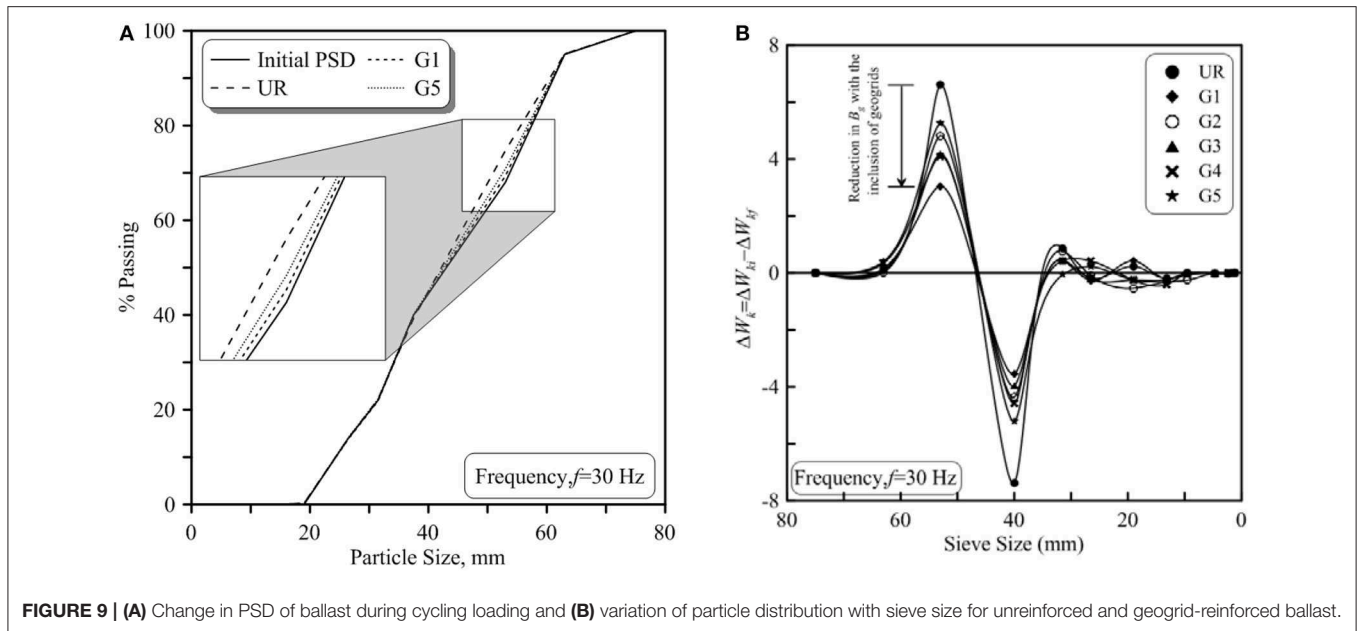 A
100
80
60
40
20
0
% Passing
Initial PSD
UR
G1
G5
Frequency,f=30 Hz
0 20 40 60 80
Particle Size, mm
B
8
4
0
-4
-8
ΔWk=ΔWki−ΔWkf
Reduction in Bg with the
inclusion of geogrids
UR
G1
G2
G3
G4
G5
Frequency,f=30 Hz
80 60 40 20 0
Sieve Size (mm)
FIGURE 9 | (A) Change in PSD of ballast during cycling loading and (B) variation of particle distribution with sieve size for unreinforced and geogrid-reinforced ballast.